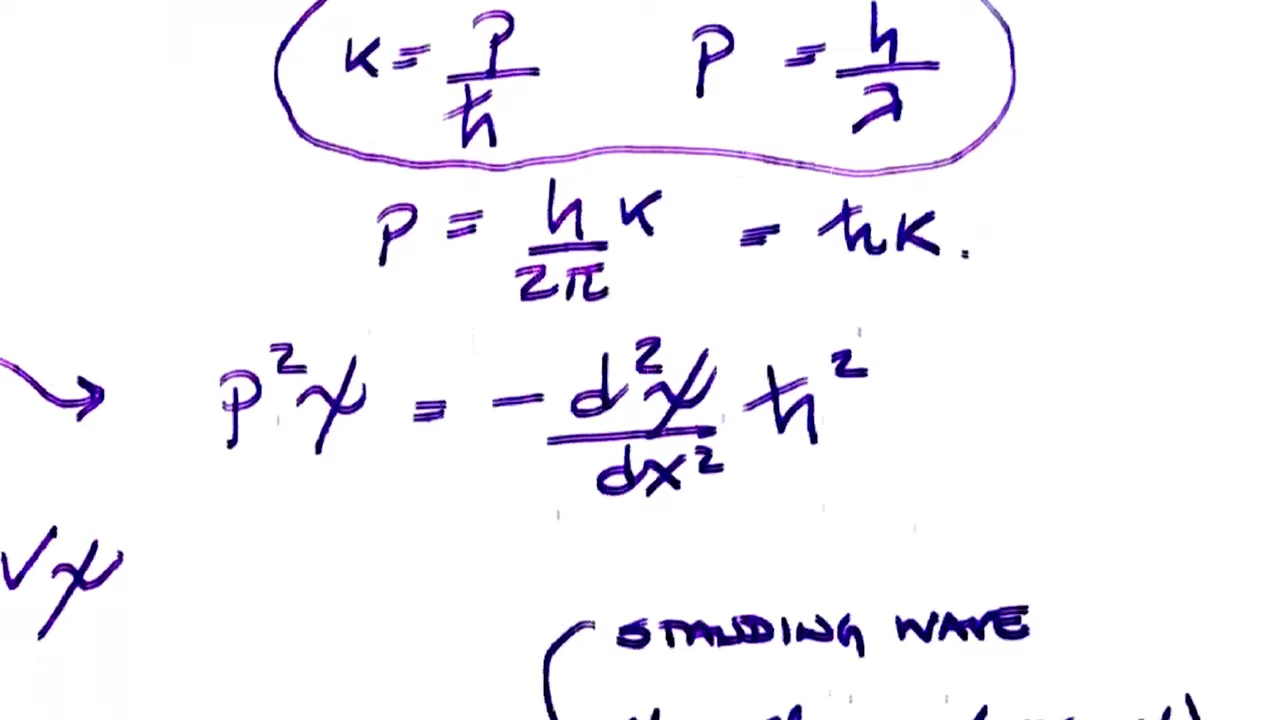 k = P/ħ P = h/λ
P = h/2π k = ħk.
P²ψ = - d²ψ/dx² ħ²
Vψ
STANDING WAVE